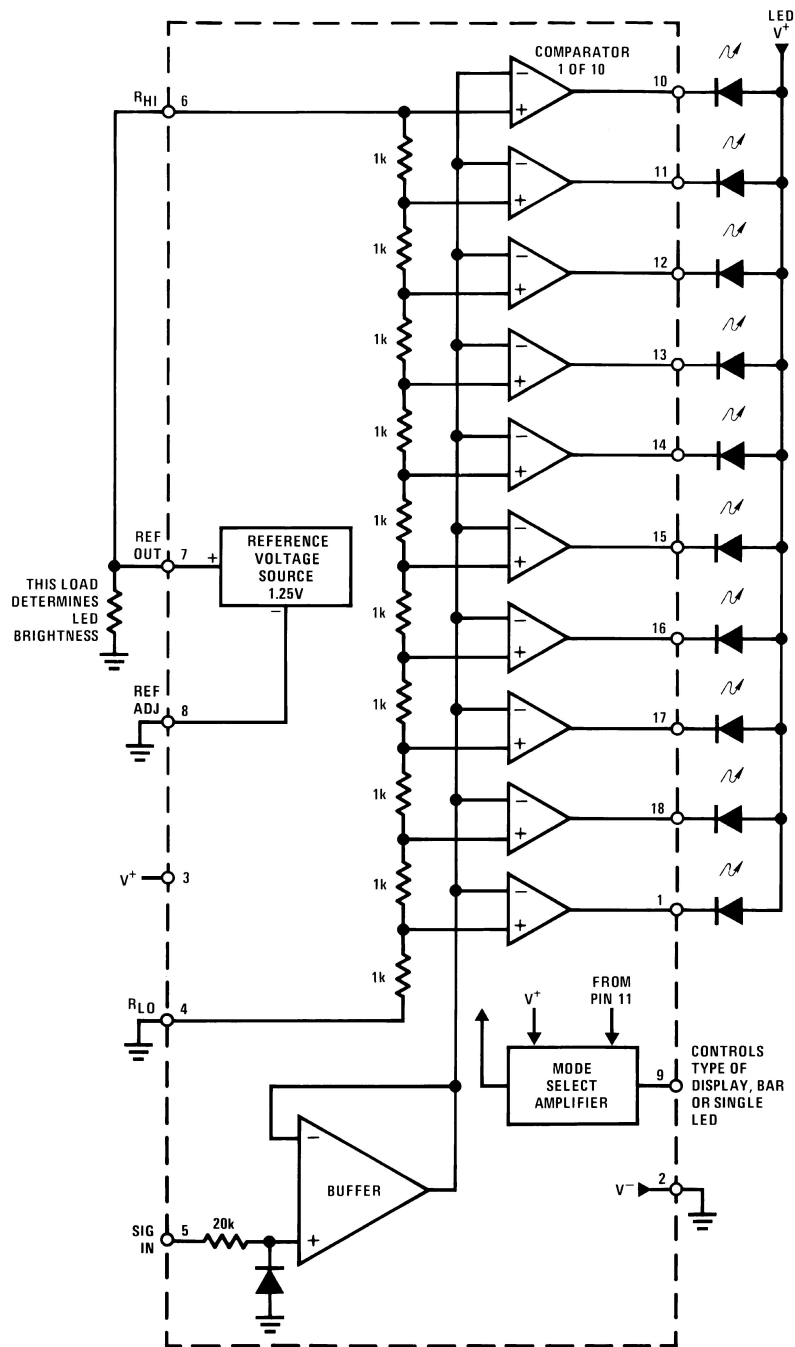 LED
V+
COMPARATOR
1 OF 10
10
RHI
6
−
+
1k
11
−
+
1k
12
−
+
1k
13
−
+
1k
14
−
+
1k
REF
OUT
7
+
REFERENCE
VOLTAGE
SOURCE
1.25V
−
15
−
+
THIS LOAD
DETERMINES
LED
BRIGHTNESS
1k
16
−
+
REF
ADJ
8
1k
17
−
+
1k
18
−
+
V+
3
1k
1
−
+
1k
RLO
4
V+
FROM
PIN 11
MODE
SELECT
AMPLIFIER
9
CONTROLS
TYPE OF
DISPLAY, BAR
OR SINGLE
LED
−
BUFFER
+
V−
2
SIG
IN
5
20k